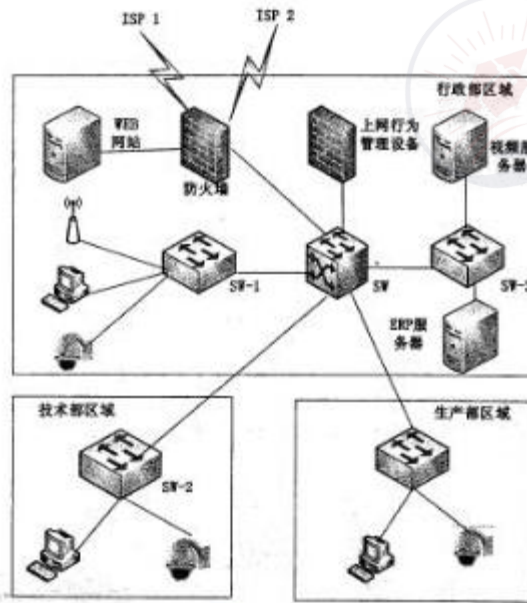 ISP 1
ISP 2
行政部区域
WEB
网站
防火墙
上网行为
管理设备
视频服
务器
SW-1
SW
SW-3
ERP服
务器
技术部区域
SW-2
生产部区域